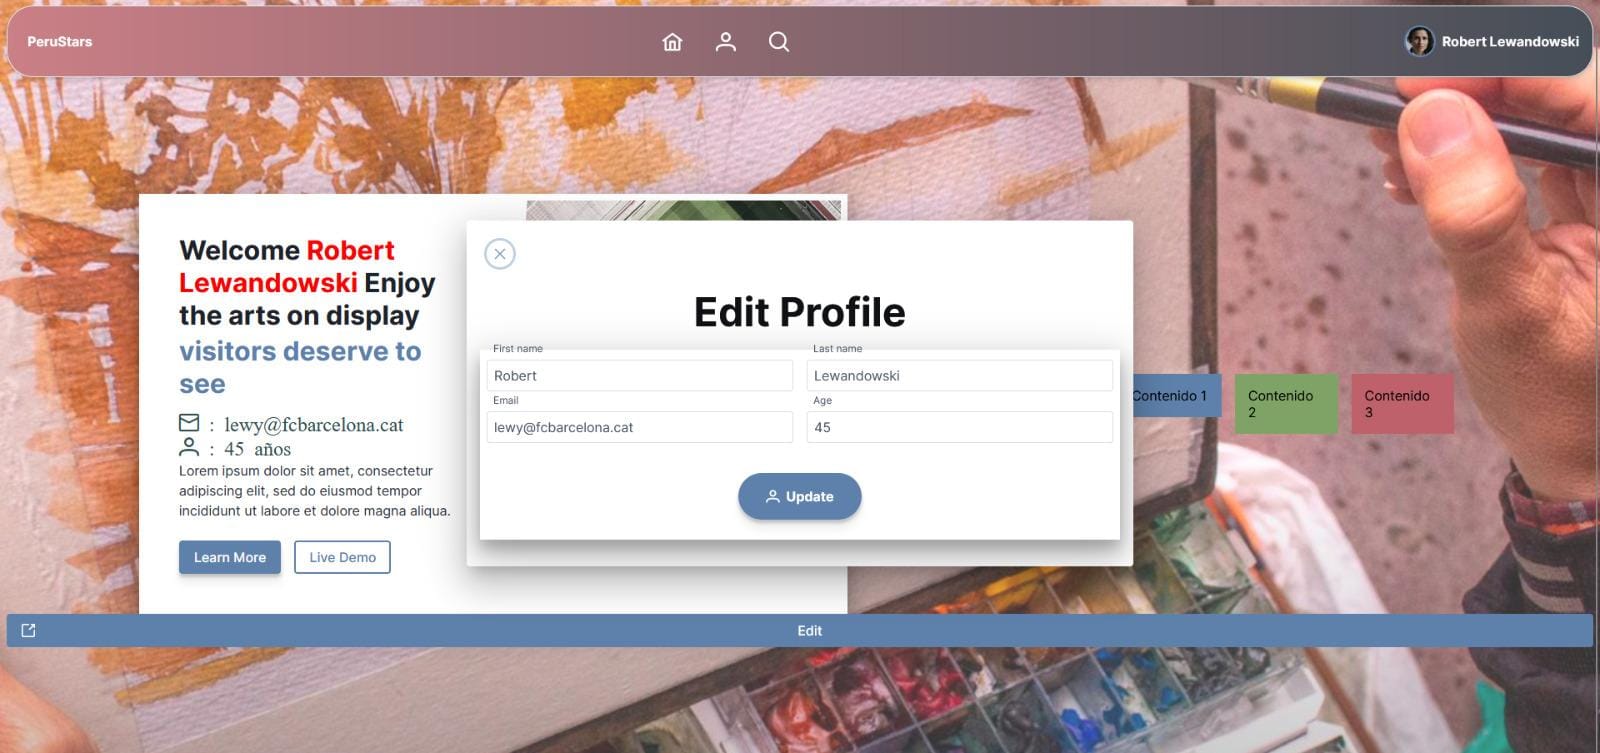 PeruStars
Robert Lewandowski
Welcome Robert
Lewandowski Enjoy
the arts on display
visitors deserve to
see
: lewy@fcbarcelona.cat
: 45 años
Lorem ipsum dolor sit amet, consectetur
adipiscing elit, sed do eiusmod tempor
incididunt ut labore et dolore magna aliqua.
Learn More
Live Demo
Edit Profile
First name
Last name
Robert
Lewandowski
Email
Age
lewy@fcbarcelona.cat
45
Update
Contenido 1
Contenido
2
Contenido
3
Edit